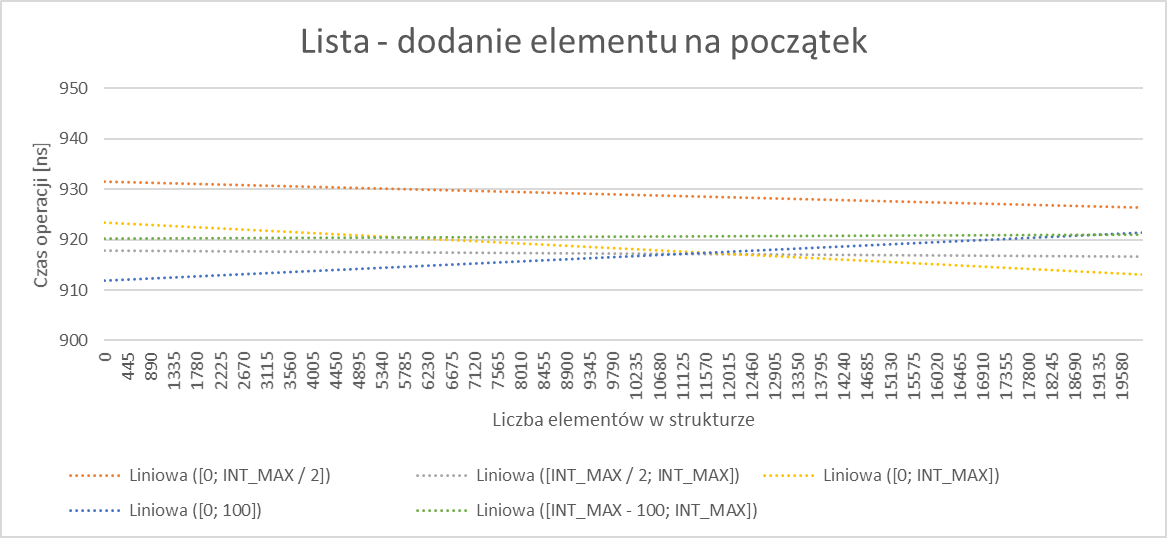 Lista - dodanie elementu na początek
Czas operacji [ns]
950
940
930
920
910
900
0 445 890 1335 1780 2225 2670 3115 3560 4005 4450 4895 5340 5785 6230 6675 7120 7565 8010 8455 8900 9345 9790 10235 10680 11125 11570 12015 12460 12905 13350 13795 14240 14685 15130 15575 16020 16465 16910 17355 17800 18245 18690 19135 19580
Liczba elementów w strukturze
Liniowa ([0; INT_MAX / 2]) Liniowa ([INT_MAX / 2; INT_MAX]) Liniowa ([0; INT_MAX])
Liniowa ([0; 100]) Liniowa ([INT_MAX - 100; INT_MAX])